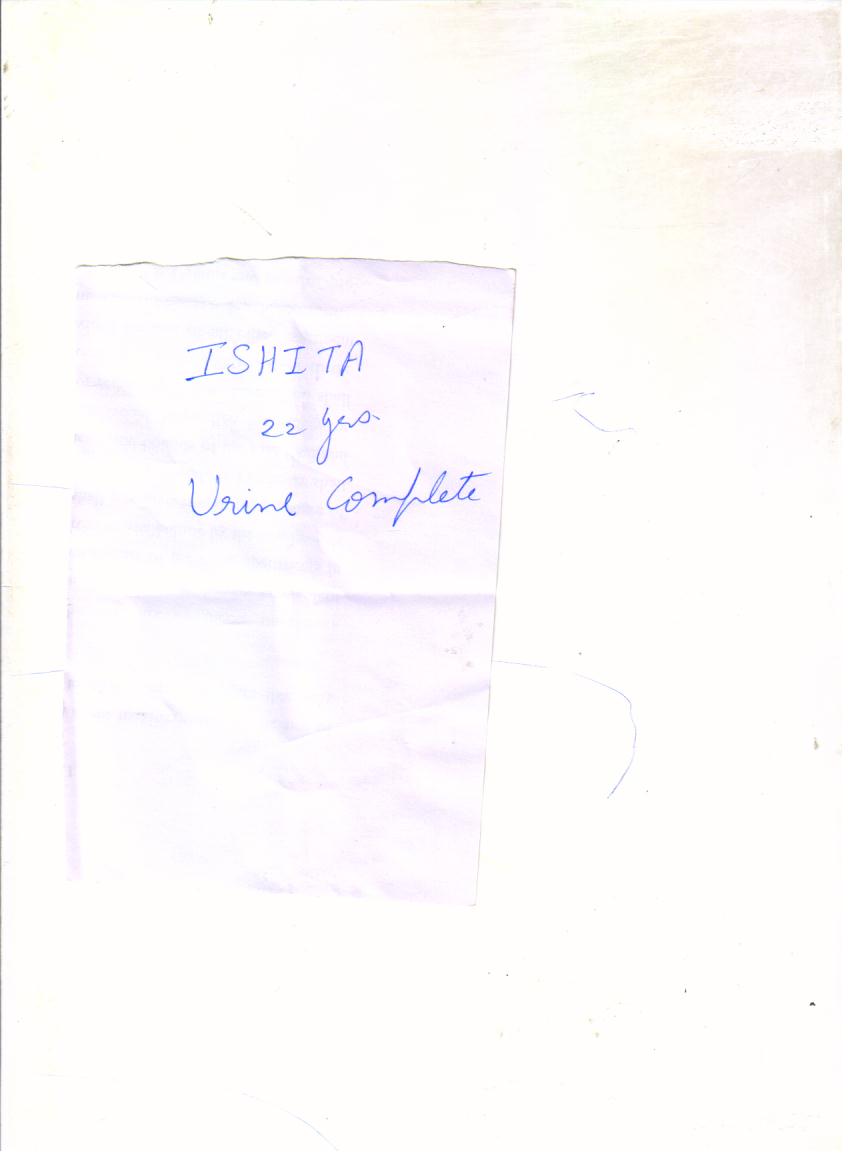 ISHITA
22 yrs.
Urine Complete